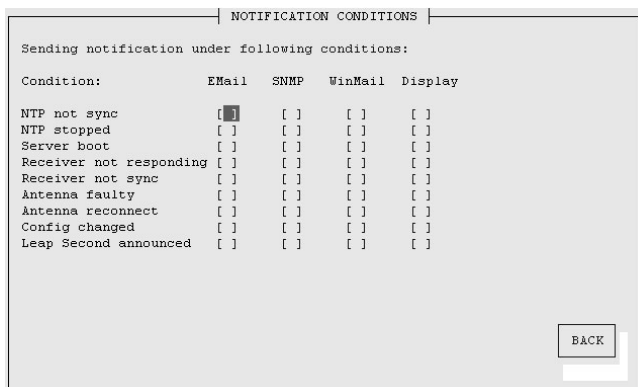 NOTIFICATION CONDITIONS
Sending notification under following conditions:
Condition: EMail SNMP WinMail Display
NTP not sync [ ] [ ] [ ] [ ]
NTP stopped [ ] [ ] [ ] [ ]
Server boot [ ] [ ] [ ] [ ]
Receiver not responding [ ] [ ] [ ] [ ]
Receiver not sync [ ] [ ] [ ] [ ]
Antenna faulty [ ] [ ] [ ] [ ]
Antenna reconnect [ ] [ ] [ ] [ ]
Config changed [ ] [ ] [ ] [ ]
Leap Second announced [ ] [ ] [ ] [ ]
BACK